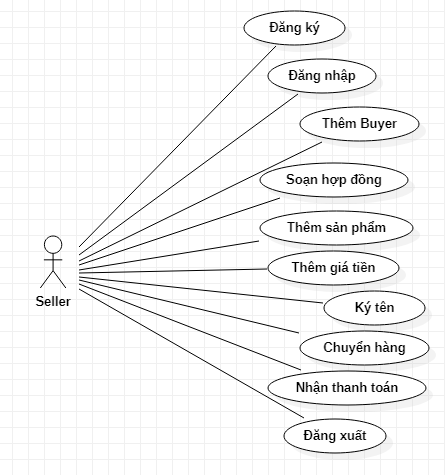 Đăng ký
Đăng nhập
Thêm Buyer
Soạn hợp đồng
Thêm sản phẩm
Thêm giá tiền
Seller
Ký tên
Chuyển hàng
Nhận thanh toán
Đăng xuất